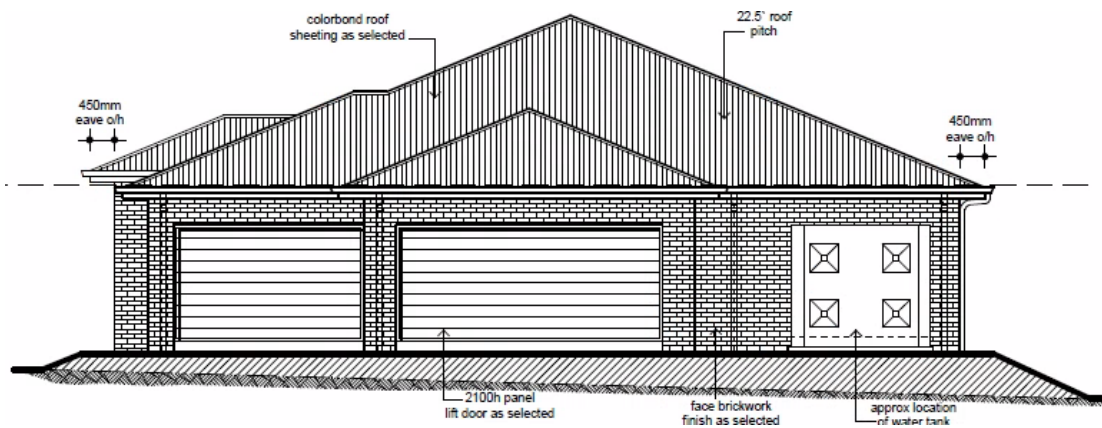 colorbond roof
sheeting as selected
22.5° roof
pitch
450mm
eave o/h
450mm
eave o/h
2100h panel
lift door as selected
face brickwork
finish as selected
approx location
of water tank